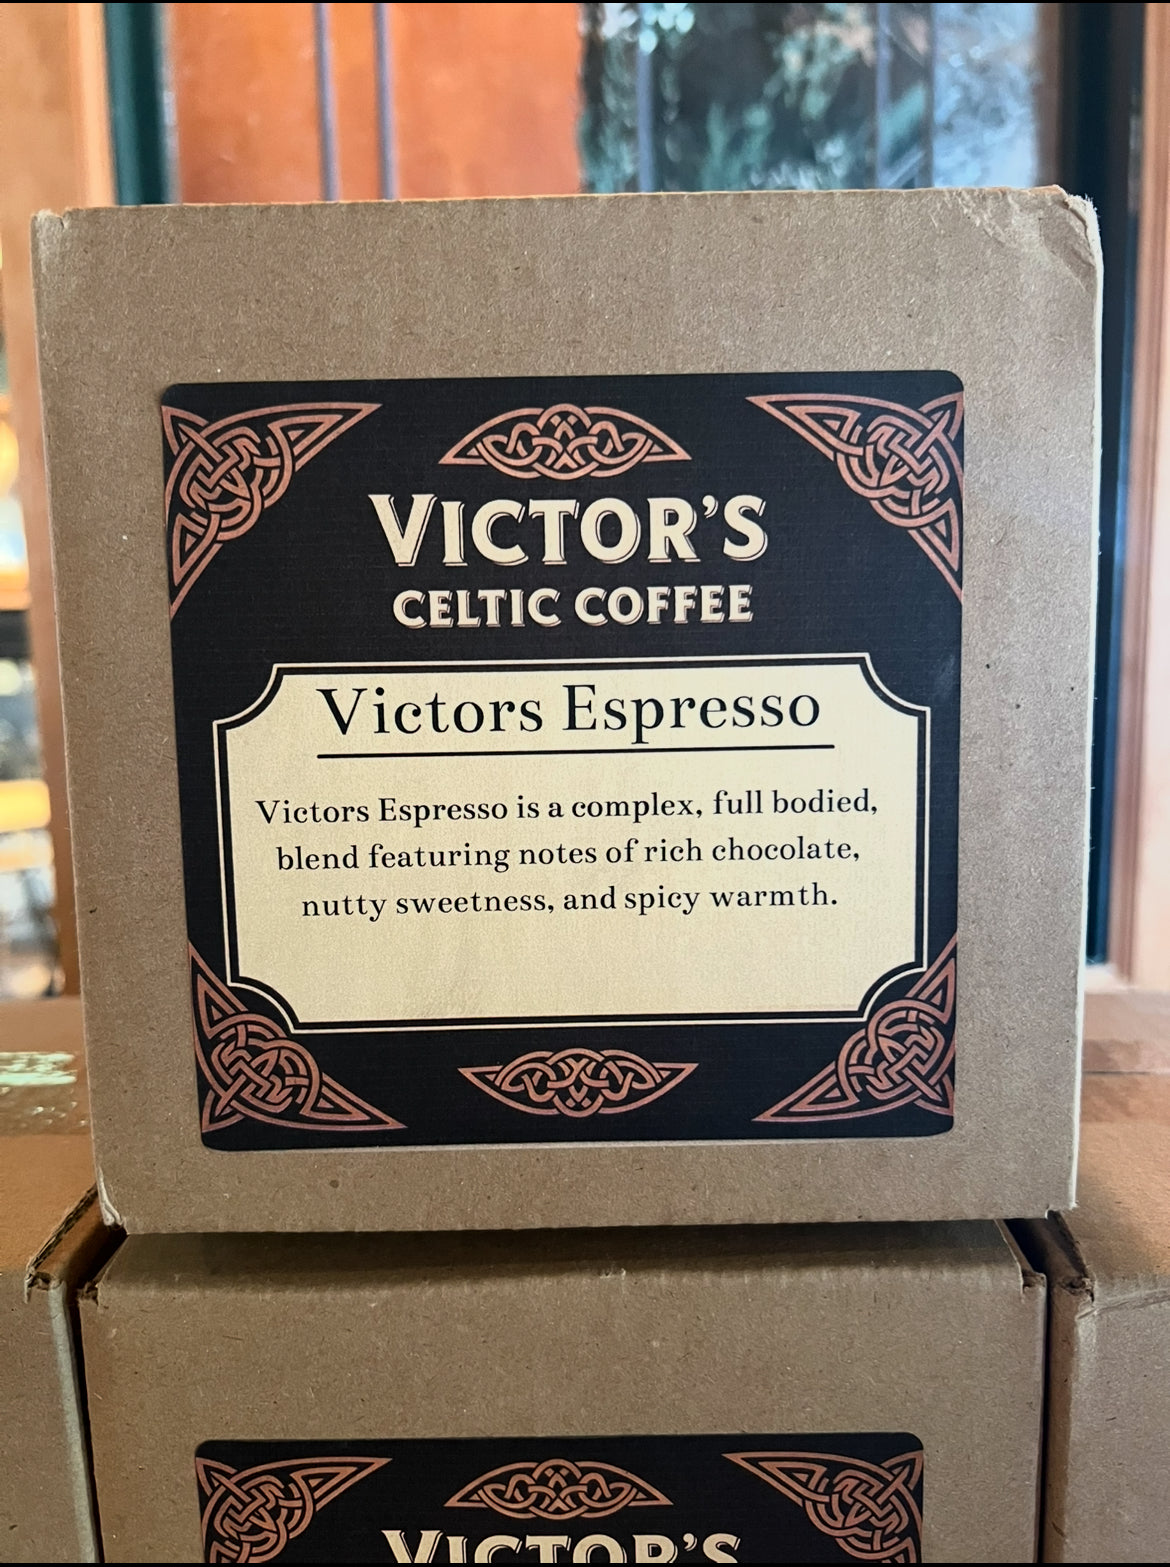 VICTOR'S
CELTIC COFFEE
Victors Espresso
Victors Espresso is a complex, full bodied,
blend featuring notes of rich chocolate,
nutty sweetness, and spicy warmth.
VICTOR'S